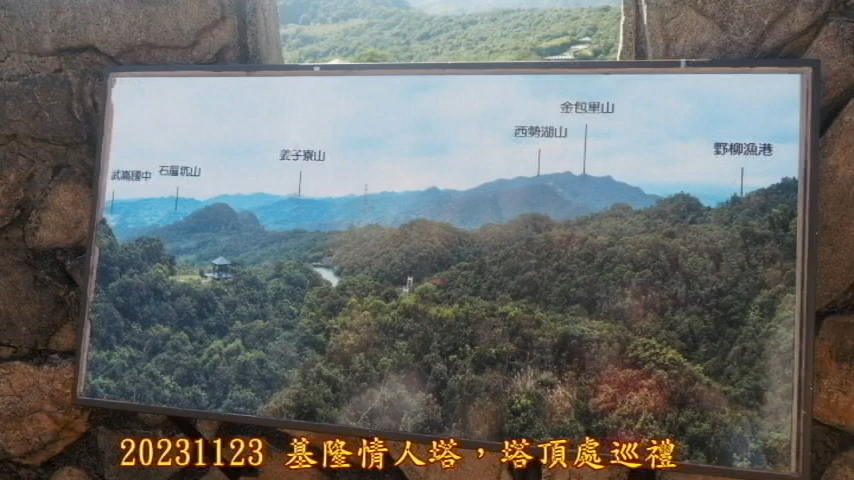 金包里山
西勢湖山
野柳漁港
姜子寮山
石厝坑山
武崙國中
20231123 基隆情人塔，塔頂處巡禮